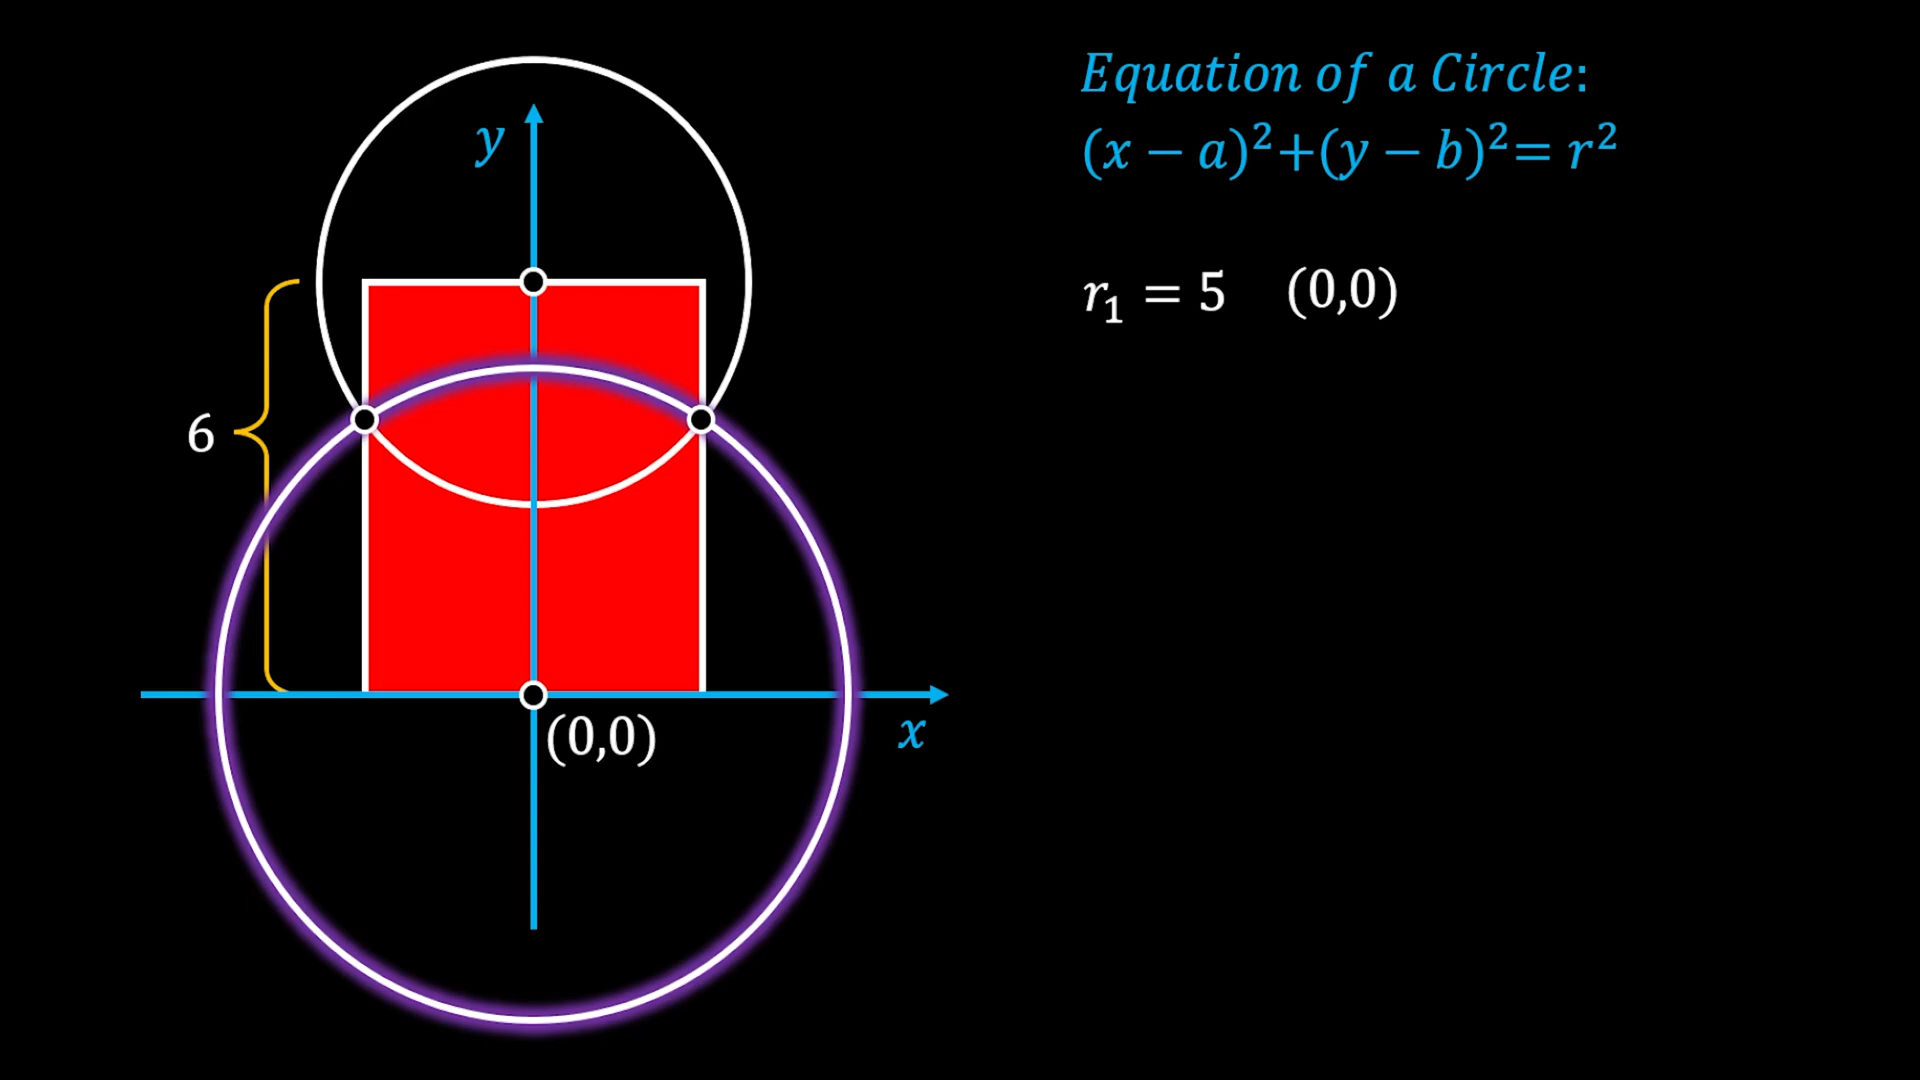 Equation of a Circle:
(x − a)²+(y − b)²= r²
y
r₁ = 5 (0,0)
6
(0,0)
x